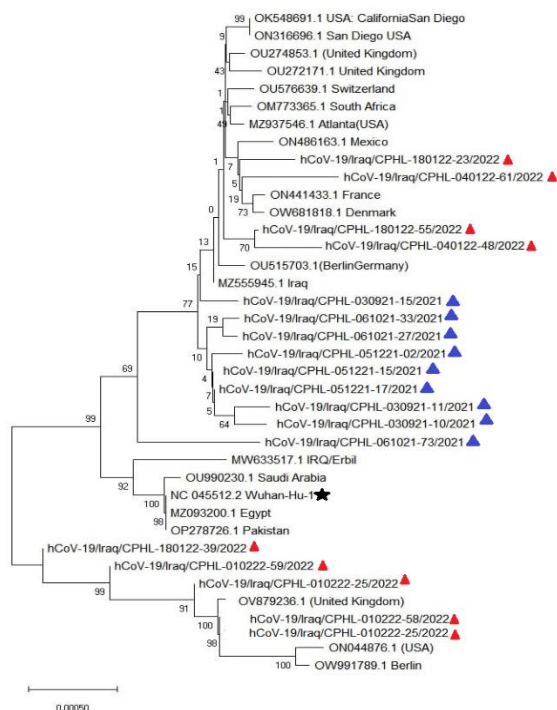 99 OK548691.1 USA: CaliforniaSan Diego
9 ON316696.1 San Diego USA
OU274853.1 (United Kingdom)
43 OU272171.1 United Kingdom
1 OU576639.1 Switzerland
1 OM773365.1 South Africa
49 MZ937546.1 Atlanta(USA)
ON486163.1 Mexico
1 7 hCoV-19/Iraq/CPHL-180122-23/2022
5 hCoV-19/Iraq/CPHL-040122-61/2022
19 ON441433.1 France
0 73 OW681818.1 Denmark
hCoV-19/Iraq/CPHL-180122-55/2022
13 70 hCoV-19/Iraq/CPHL-040122-48/2022
15 OU515703.1(BerlinGermany)
MZ555945.1 Iraq
77 hCoV-19/Iraq/CPHL-030921-15/2021
19 hCoV-19/Iraq/CPHL-061021-33/2021
hCoV-19/Iraq/CPHL-061021-27/2021
10 hCoV-19/Iraq/CPHL-051221-02/2021
69 4 hCoV-19/Iraq/CPHL-051221-15/2021
7 hCoV-19/Iraq/CPHL-051221-17/2021
5 hCoV-19/Iraq/CPHL-030921-11/2021
64 hCoV-19/Iraq/CPHL-030921-10/2021
99 hCoV-19/Iraq/CPHL-061021-73/2021
MW633517.1 IRQ/Erbil
92 OU990230.1 Saudi Arabia
100 NC 045512.2 Wuhan-Hu-1
MZ093200.1 Egypt
98 OP278726.1 Pakistan
hCoV-19/Iraq/CPHL-180122-39/2022
hCoV-19/Iraq/CPHL-010222-59/2022
99 hCoV-19/Iraq/CPHL-010222-25/2022
91 OV879236.1 (United Kingdom)
100 hCoV-19/Iraq/CPHL-010222-58/2022
hCoV-19/Iraq/CPHL-010222-25/2022
98 ON044876.1 (USA)
100 OW991789.1 Berlin
0.00050